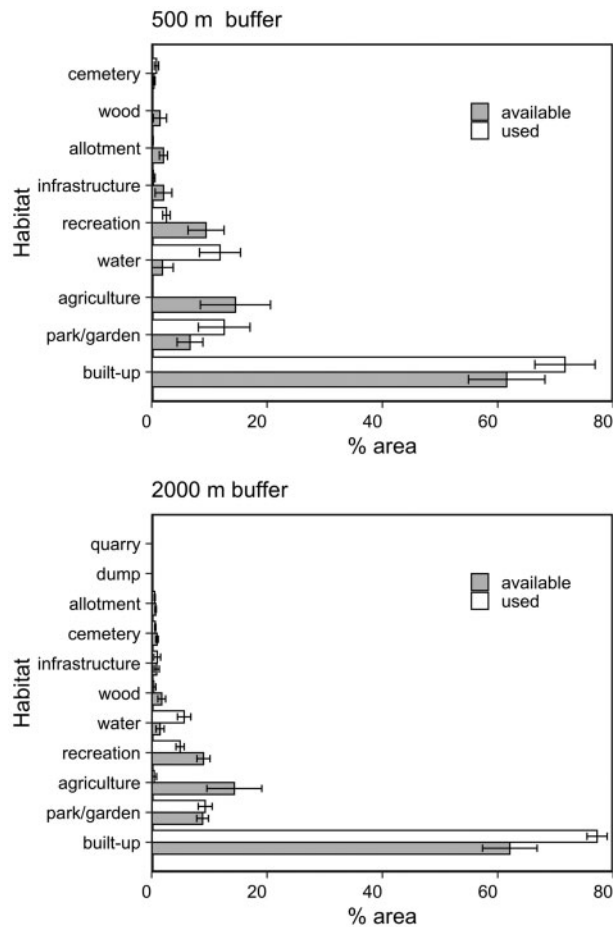 500 m buffer
cemetery
wood
allotment
infrastructure
recreation
water
agriculture
park/garden
built-up
Habitat
available
used
0 20 40 60 80
% area
2000 m buffer
quarry
dump
allotment
cemetery
infrastructure
wood
water
recreation
agriculture
park/garden
built-up
Habitat
available
used
0 20 40 60 80
% area